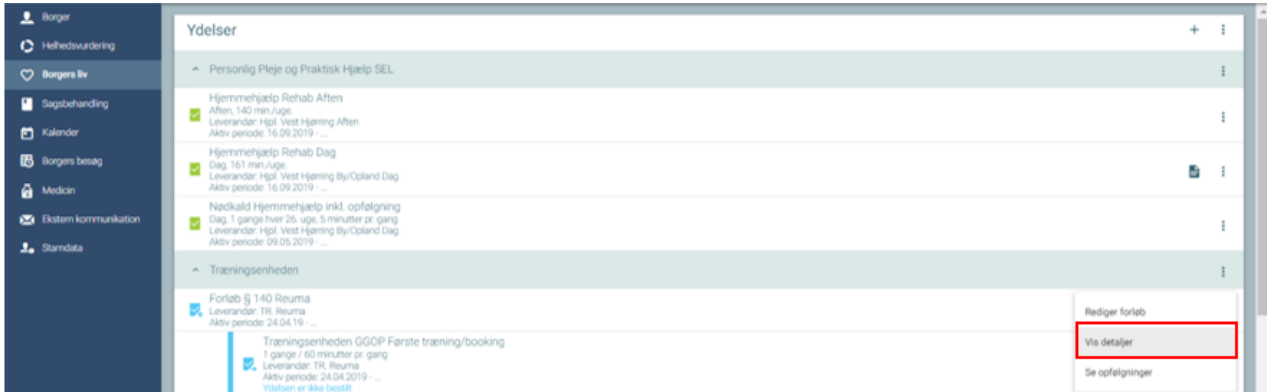 Borger
Helhedsvurdering
Borgers liv
Sagsbehandling
Kalender
Borgers besøg
Medicin
Ekstern kommunikation
Stamdata
Ydelser
Personlig Pleje og Praktisk Hjælp SEL
Hjemmehjælp Rehab Aften
Aften, 140 min./uge.
Leverandør: Hjpl. Vest Hjørring Aften
Aktiv periode: 16.09.2019 - ...
Hjemmehjælp Rehab Dag
Dag, 161 min./uge.
Leverandør: Hjpl. Vest Hjørring By/Opland Dag
Aktiv periode: 16.09.2019 - ...
Nødkald Hjemmehjælp inkl. opfølgning
Dag, 1 gange hver 26. uge, 5 minutter pr. gang
Leverandør: Hjpl. Vest Hjørring By/Opland Dag
Aktiv periode: 09.05.2019 - ...
Træningsenheden
Forløb § 140 Reuma
Leverandør: TR. Reuma
Aktiv periode: 24.04.19 - ...
Træningsenheden GGOP Første træning/booking
1 gange / 60 minutter pr. gang
Leverandør: TR. Reuma
Aktiv periode: 24.04.2019 - ...
Ydelsen er ikke bestilt
Rediger forløb
Vis detaljer
Se opfølgninger